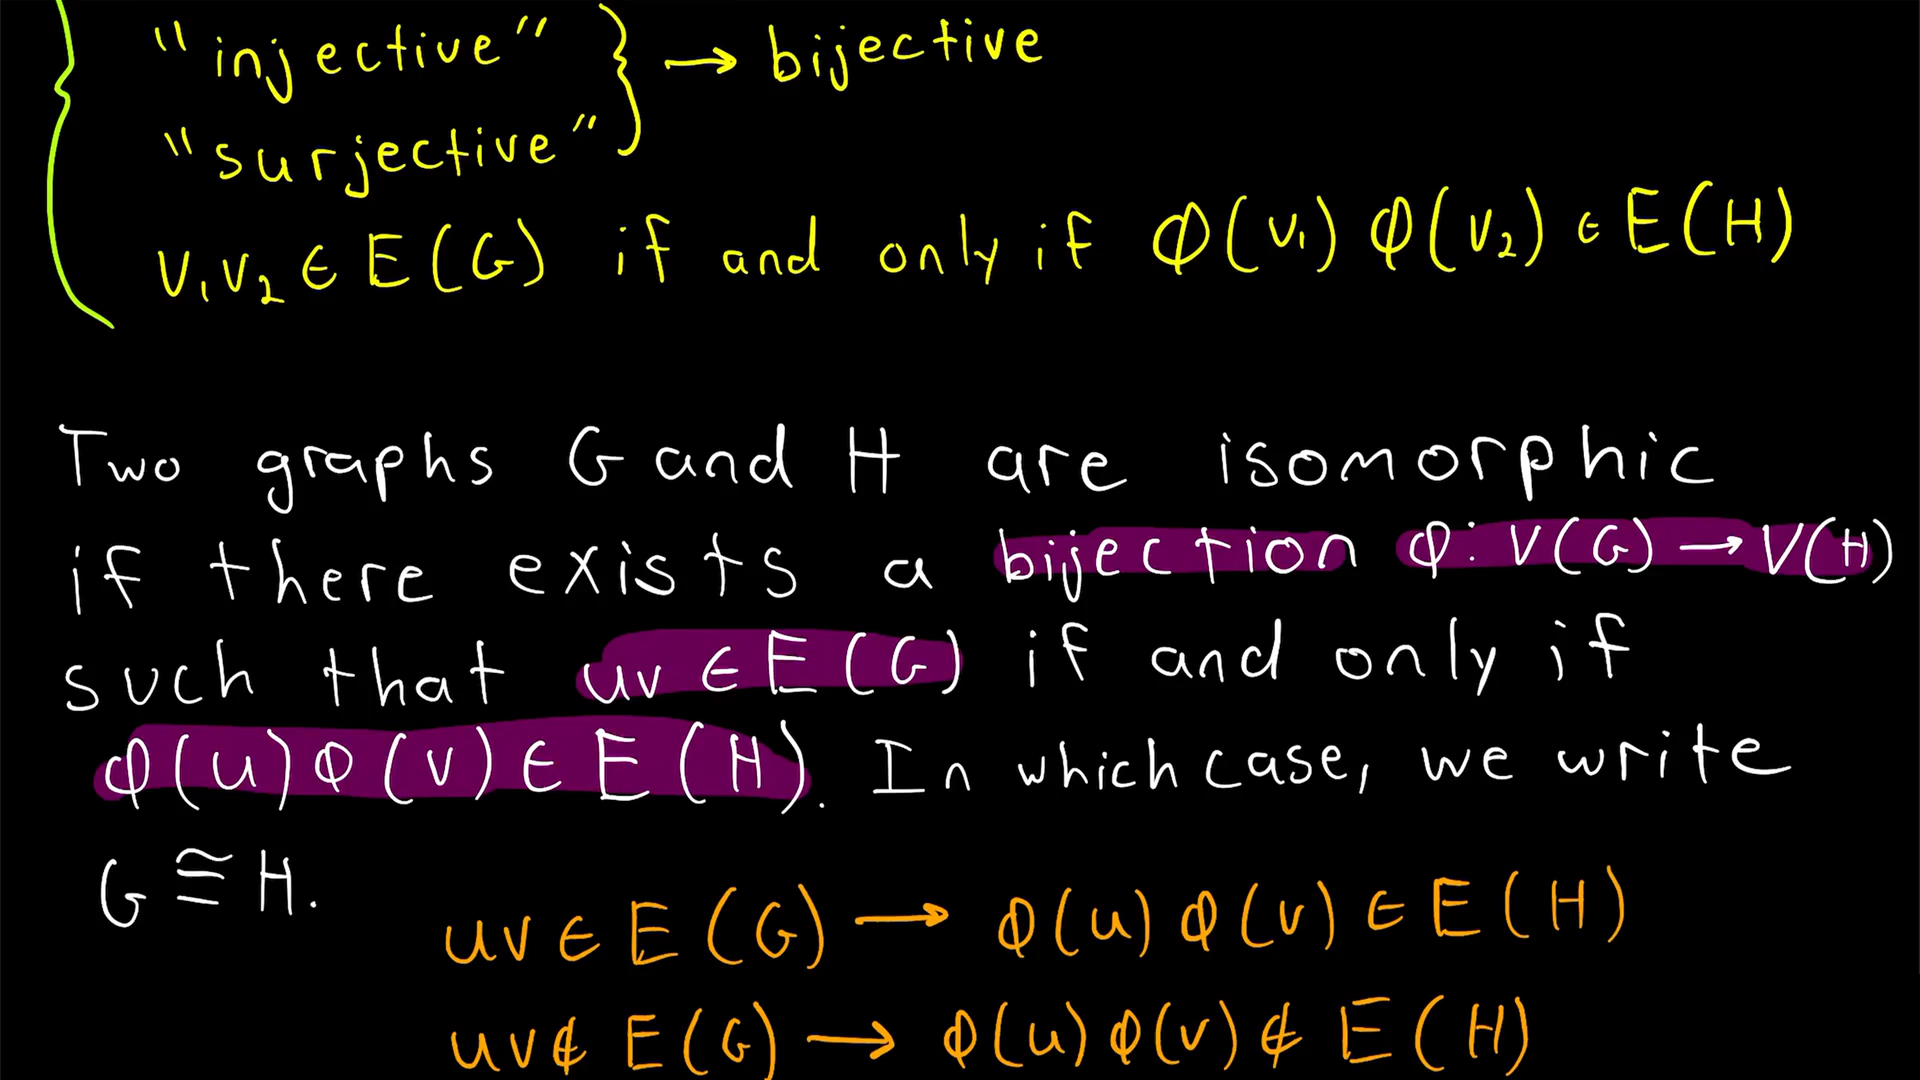 "injective" } → bijective
"surjective"
v₁v₂ ∈ E(G) if and only if φ(v₁) φ(v₂) ∈ E(H)
Two graphs G and H are isomorphic
if there exists a bijection φ: V(G) → V(H)
such that uv ∈ E(G) if and only if
φ(u) φ(v) ∈ E(H). In which case, we write
G ≅ H.
uv ∈ E(G) → φ(u) φ(v) ∈ E(H)
uv ∉ E(G) → φ(u) φ(v) ∉ E(H)